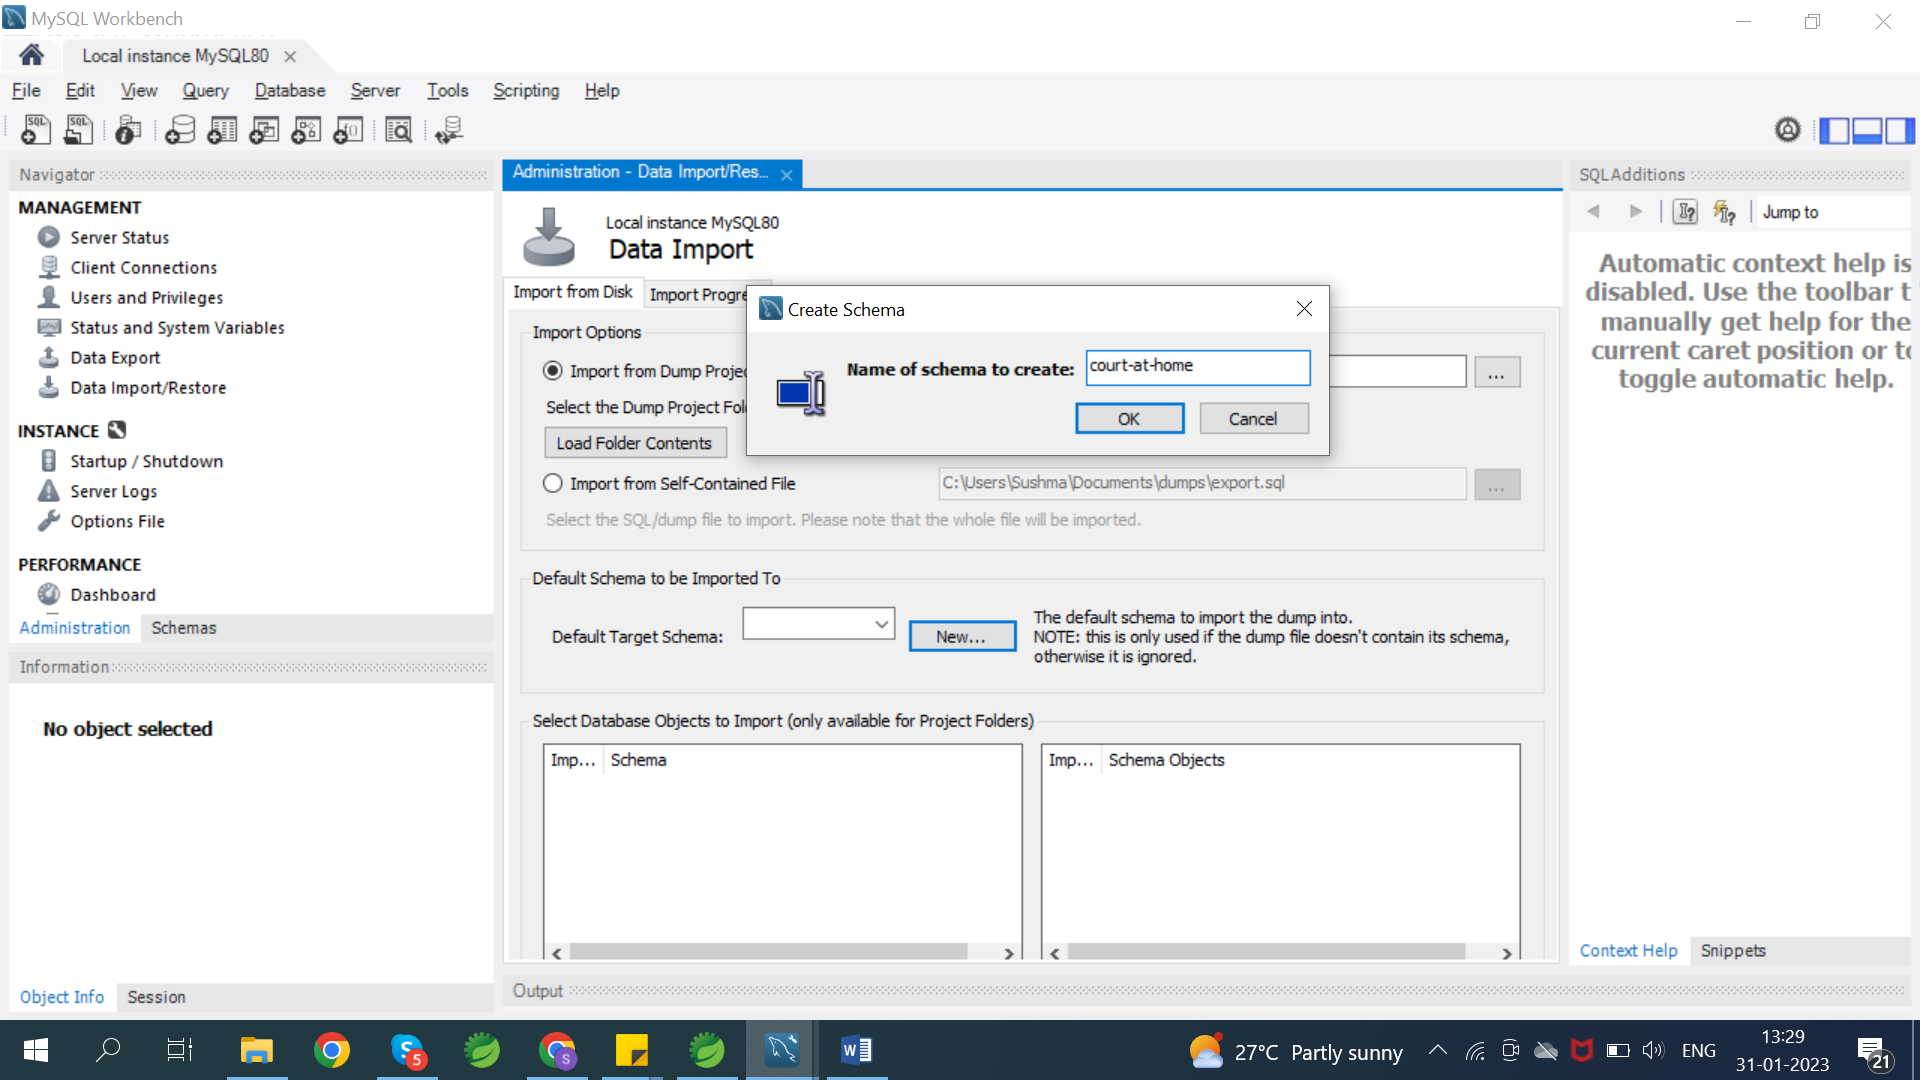 MySQL Workbench
Local instance MySQL80
File Edit View Query Database Server Tools Scripting Help
Navigator
MANAGEMENT
Server Status
Client Connections
Users and Privileges
Status and System Variables
Data Export
Data Import/Restore
INSTANCE
Startup / Shutdown
Server Logs
Options File
PERFORMANCE
Dashboard
Administration Schemas
Information
No object selected
Object Info Session
Administration - Data Import/Res...
Local instance MySQL80
Data Import
Import from Disk Import Progre
Import Options
Import from Dump Projec
...
Select the Dump Project Fol
Load Folder Contents
Import from Self-Contained File
C:\Users\Sushma\Documents\dumps\export.sql
...
Select the SQL/dump file to import. Please note that the whole file will be imported.
Create Schema
Name of schema to create: court-at-home
OK Cancel
Default Schema to be Imported To
Default Target Schema:
New...
The default schema to import the dump into.
NOTE: this is only used if the dump file doesn't contain its schema,
otherwise it is ignored.
Select Database Objects to Import (only available for Project Folders)
Imp... Schema
Imp... Schema Objects
Output
SQLAdditions
Jump to
Automatic context help is
disabled. Use the toolbar t
manually get help for the
current caret position or to
toggle automatic help.
Context Help Snippets
SQL
SQL
5
S
27°C Partly sunny
ENG
13:29
31-01-2023
21